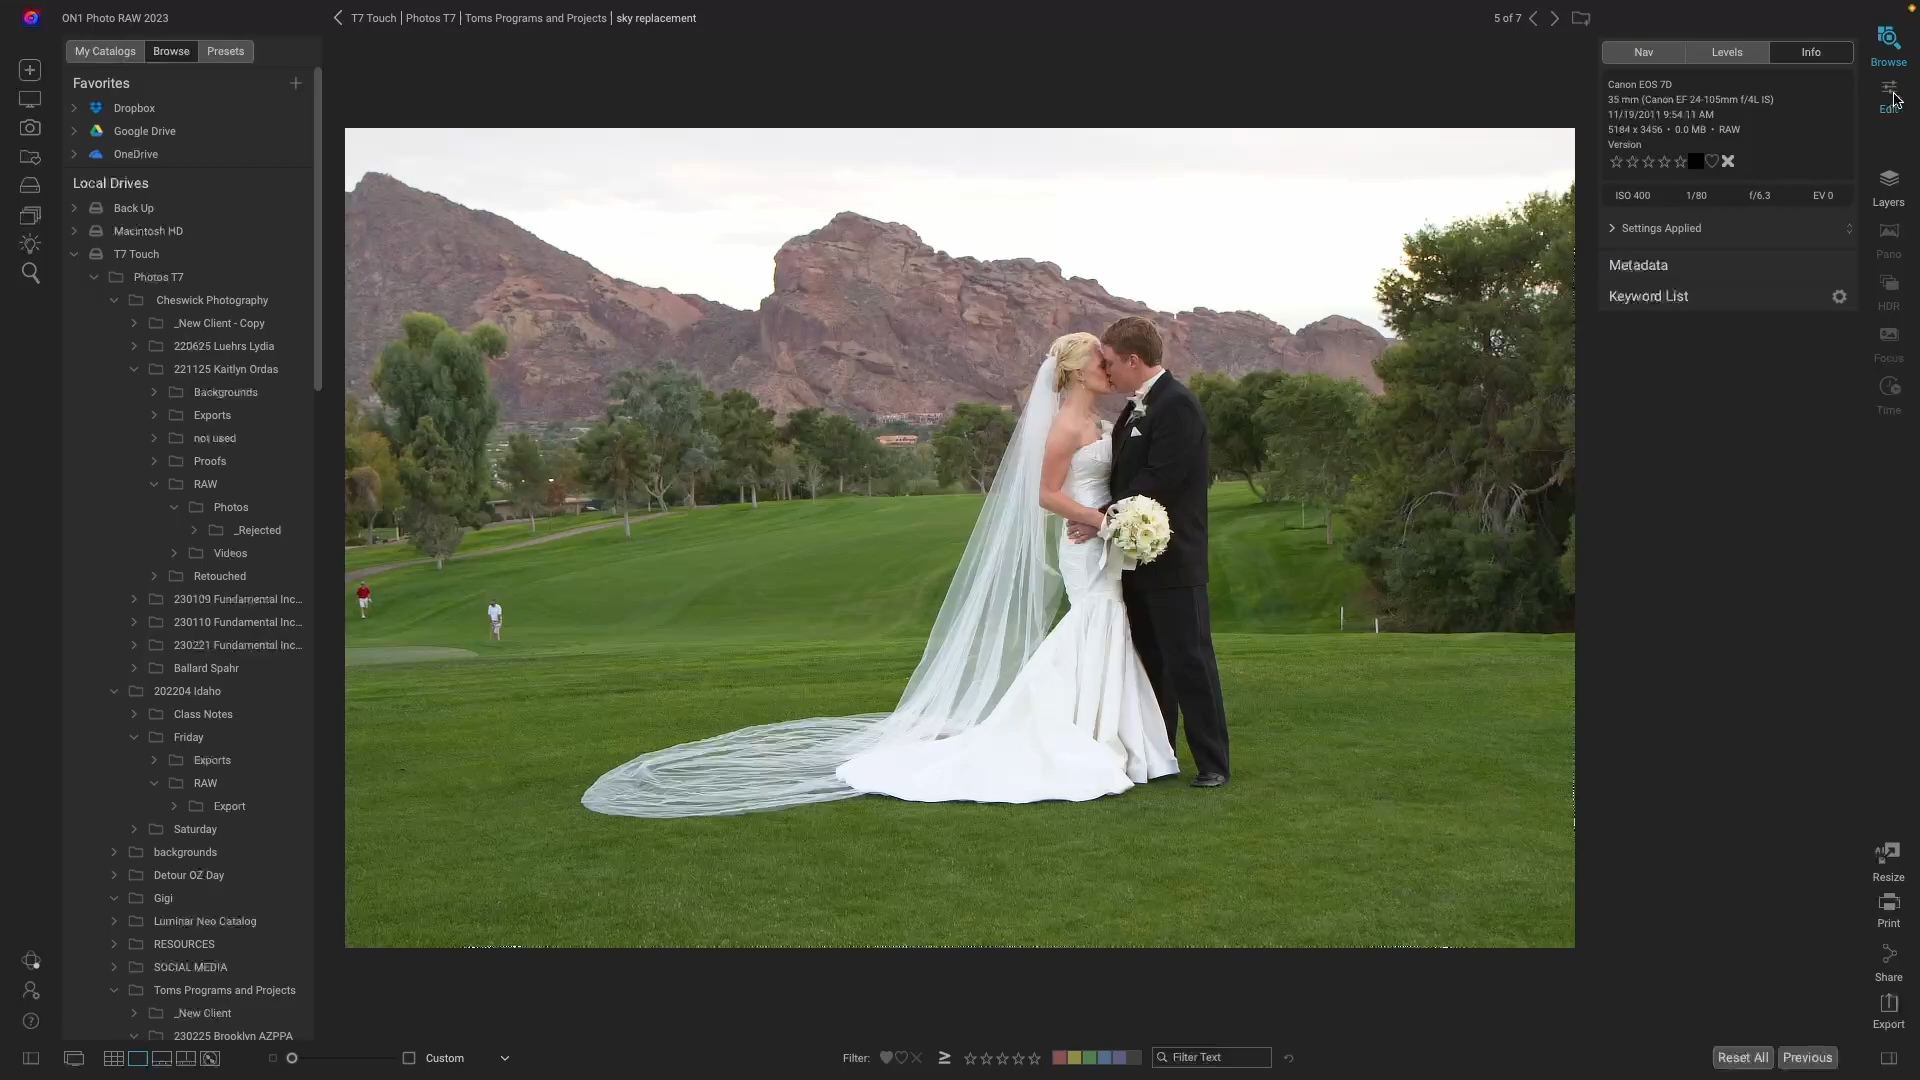 ON1 Photo RAW 2023
T7 Touch | Photos T7 | Toms Programs and Projects | sky replacement
5 of 7
My Catalogs Browse Presets
Favorites
Dropbox
Google Drive
OneDrive
Local Drives
Back Up
Macintosh HD
T7 Touch
Photos T7
Cheswick Photography
_New Client - Copy
220625 Luehrs Lydia
221125 Kaitlyn Ordas
Backgrounds
Exports
not used
Proofs
RAW
Photos
_Rejected
Videos
Retouched
230109 Fundamental Inc...
230110 Fundamental Inc...
230221 Fundamental Inc...
Ballard Spahr
202204 Idaho
Class Notes
Friday
Exports
RAW
Export
Saturday
backgrounds
Detour OZ Day
Gigi
Luminar Neo Catalog
RESOURCES
SOCIAL MEDIA
Toms Programs and Projects
_New Client
230225 Brooklyn AZPPA
Custom
Filter:
Filter Text
Nav Levels Info
Canon EOS 7D
35 mm (Canon EF 24-105mm f/4L IS)
11/19/2011 9:54:11 AM
5184 x 3456 • 0.0 MB • RAW
Version
ISO 400 1/80 f/6.3 EV 0
Settings Applied
Metadata
Keyword List
Reset All Previous
Browse
Edit
Layers
Pano
HDR
Focus
Time
Resize
Print
Share
Export